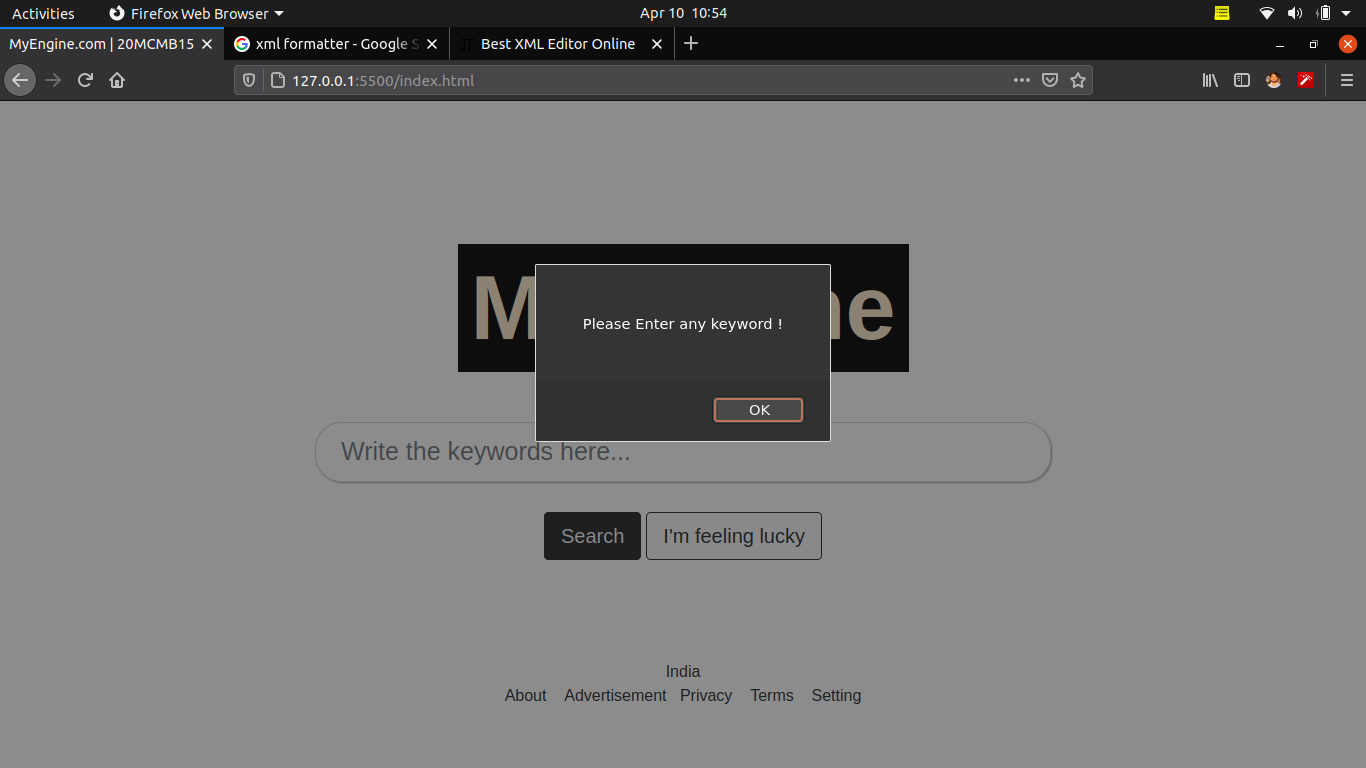 Activities
Firefox Web Browser
Apr 10 10:54
MyEngine.com | 20MCMB15
xml formatter - Google S
Best XML Editor Online
127.0.0.1:5500/index.html
Please Enter any keyword !
OK
Write the keywords here...
Search
I'm feeling lucky
India
About Advertisement Privacy Terms Setting